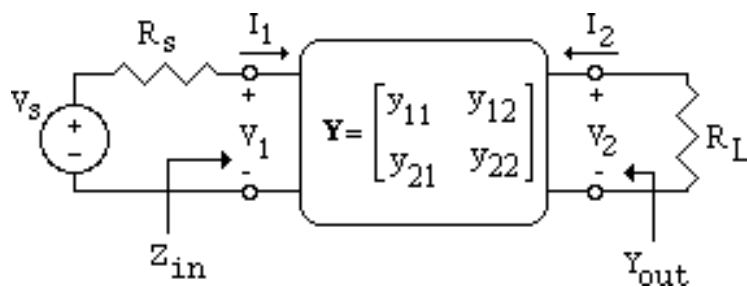 R_s
I_1
I_2
V_s
+
-
+
V_1
-
Y = [y_11 y_12
y_21 y_22]
+
V_2
-
R_L
Z_in
Y_out